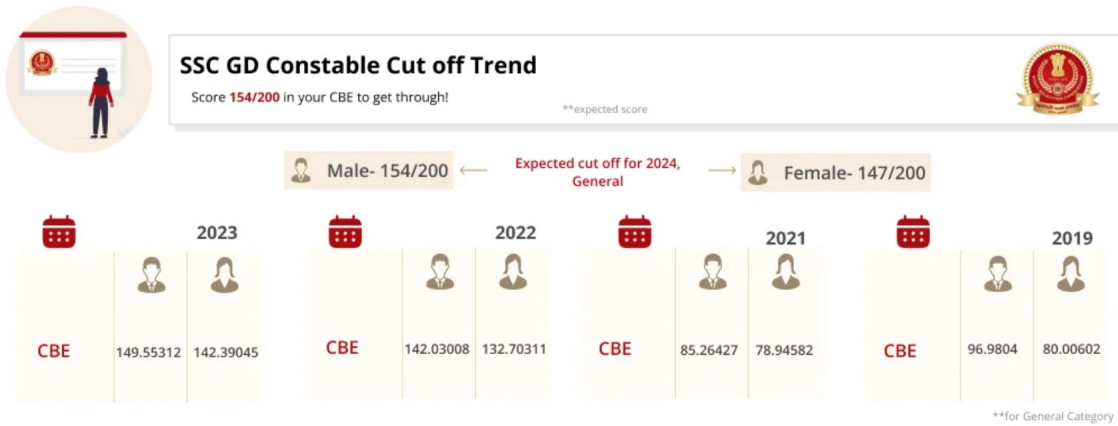 SSC GD Constable Cut off Trend
Score 154/200 in your CBE to get through!
**expected score
Male- 154/200
Expected cut off for 2024,
General
Female- 147/200
2023
2022
2021
2019
CBE
149.55312
142.39045
CBE
142.03008
132.70311
CBE
85.26427
78.94582
CBE
96.9804
80.00602
**for General Category